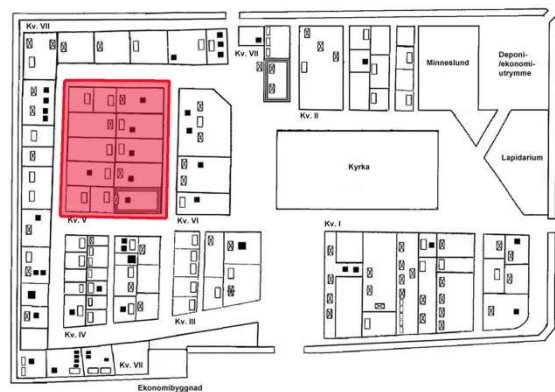 Kv. VII
Kv. VII
Kv. II
Minneslund
Deponi-/ekonomi-
utrymme
Lapidarium
Kyrka
Kv. V
Kv. VI
Kv. I
Kv. IV
Kv. III
Kv. VII
Ekonomibyggnad